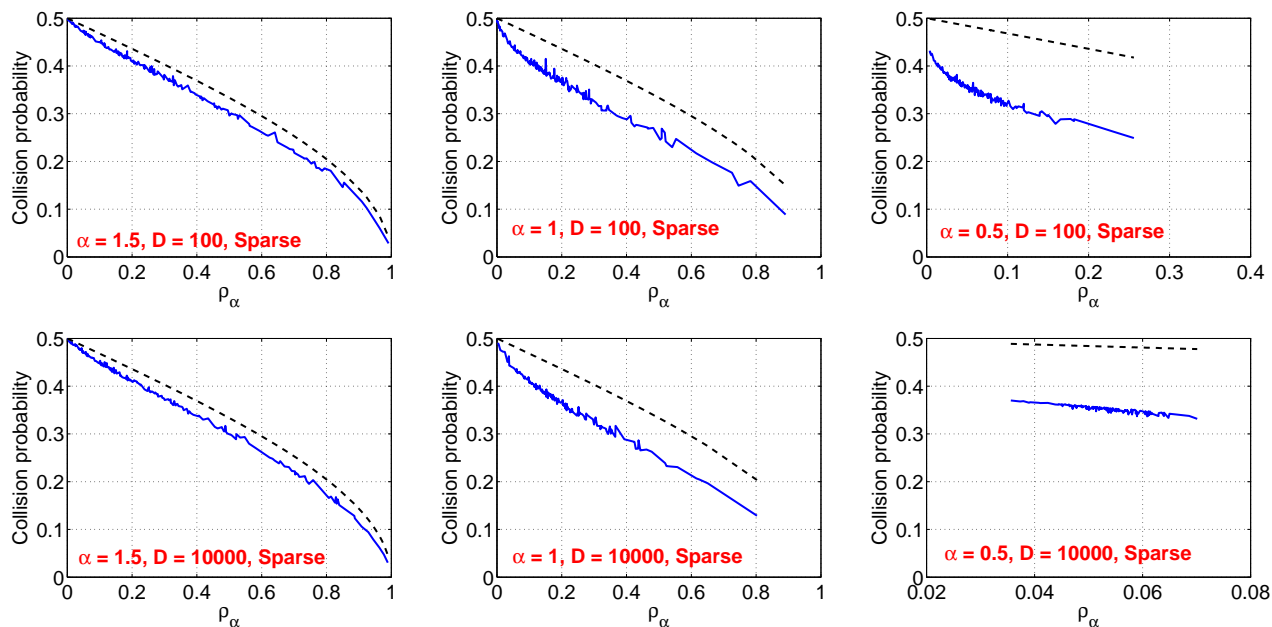 0.5
0.4
0.3
0.2
0.1
0
Collision probability
α = 1.5, D = 100, Sparse
0 0.2 0.4 0.6 0.8 1
ρα
0.5
0.4
0.3
0.2
0.1
0
Collision probability
α = 1, D = 100, Sparse
0 0.2 0.4 0.6 0.8 1
ρα
0.5
0.4
0.3
0.2
0.1
0
Collision probability
α = 0.5, D = 100, Sparse
0 0.1 0.2 0.3 0.4
ρα
0.5
0.4
0.3
0.2
0.1
0
Collision probability
α = 1.5, D = 10000, Sparse
0 0.2 0.4 0.6 0.8 1
ρα
0.5
0.4
0.3
0.2
0.1
0
Collision probability
α = 1, D = 10000, Sparse
0 0.2 0.4 0.6 0.8 1
ρα
0.5
0.4
0.3
0.2
0.1
0
Collision probability
α = 0.5, D = 10000, Sparse
0.02 0.04 0.06 0.08
ρα